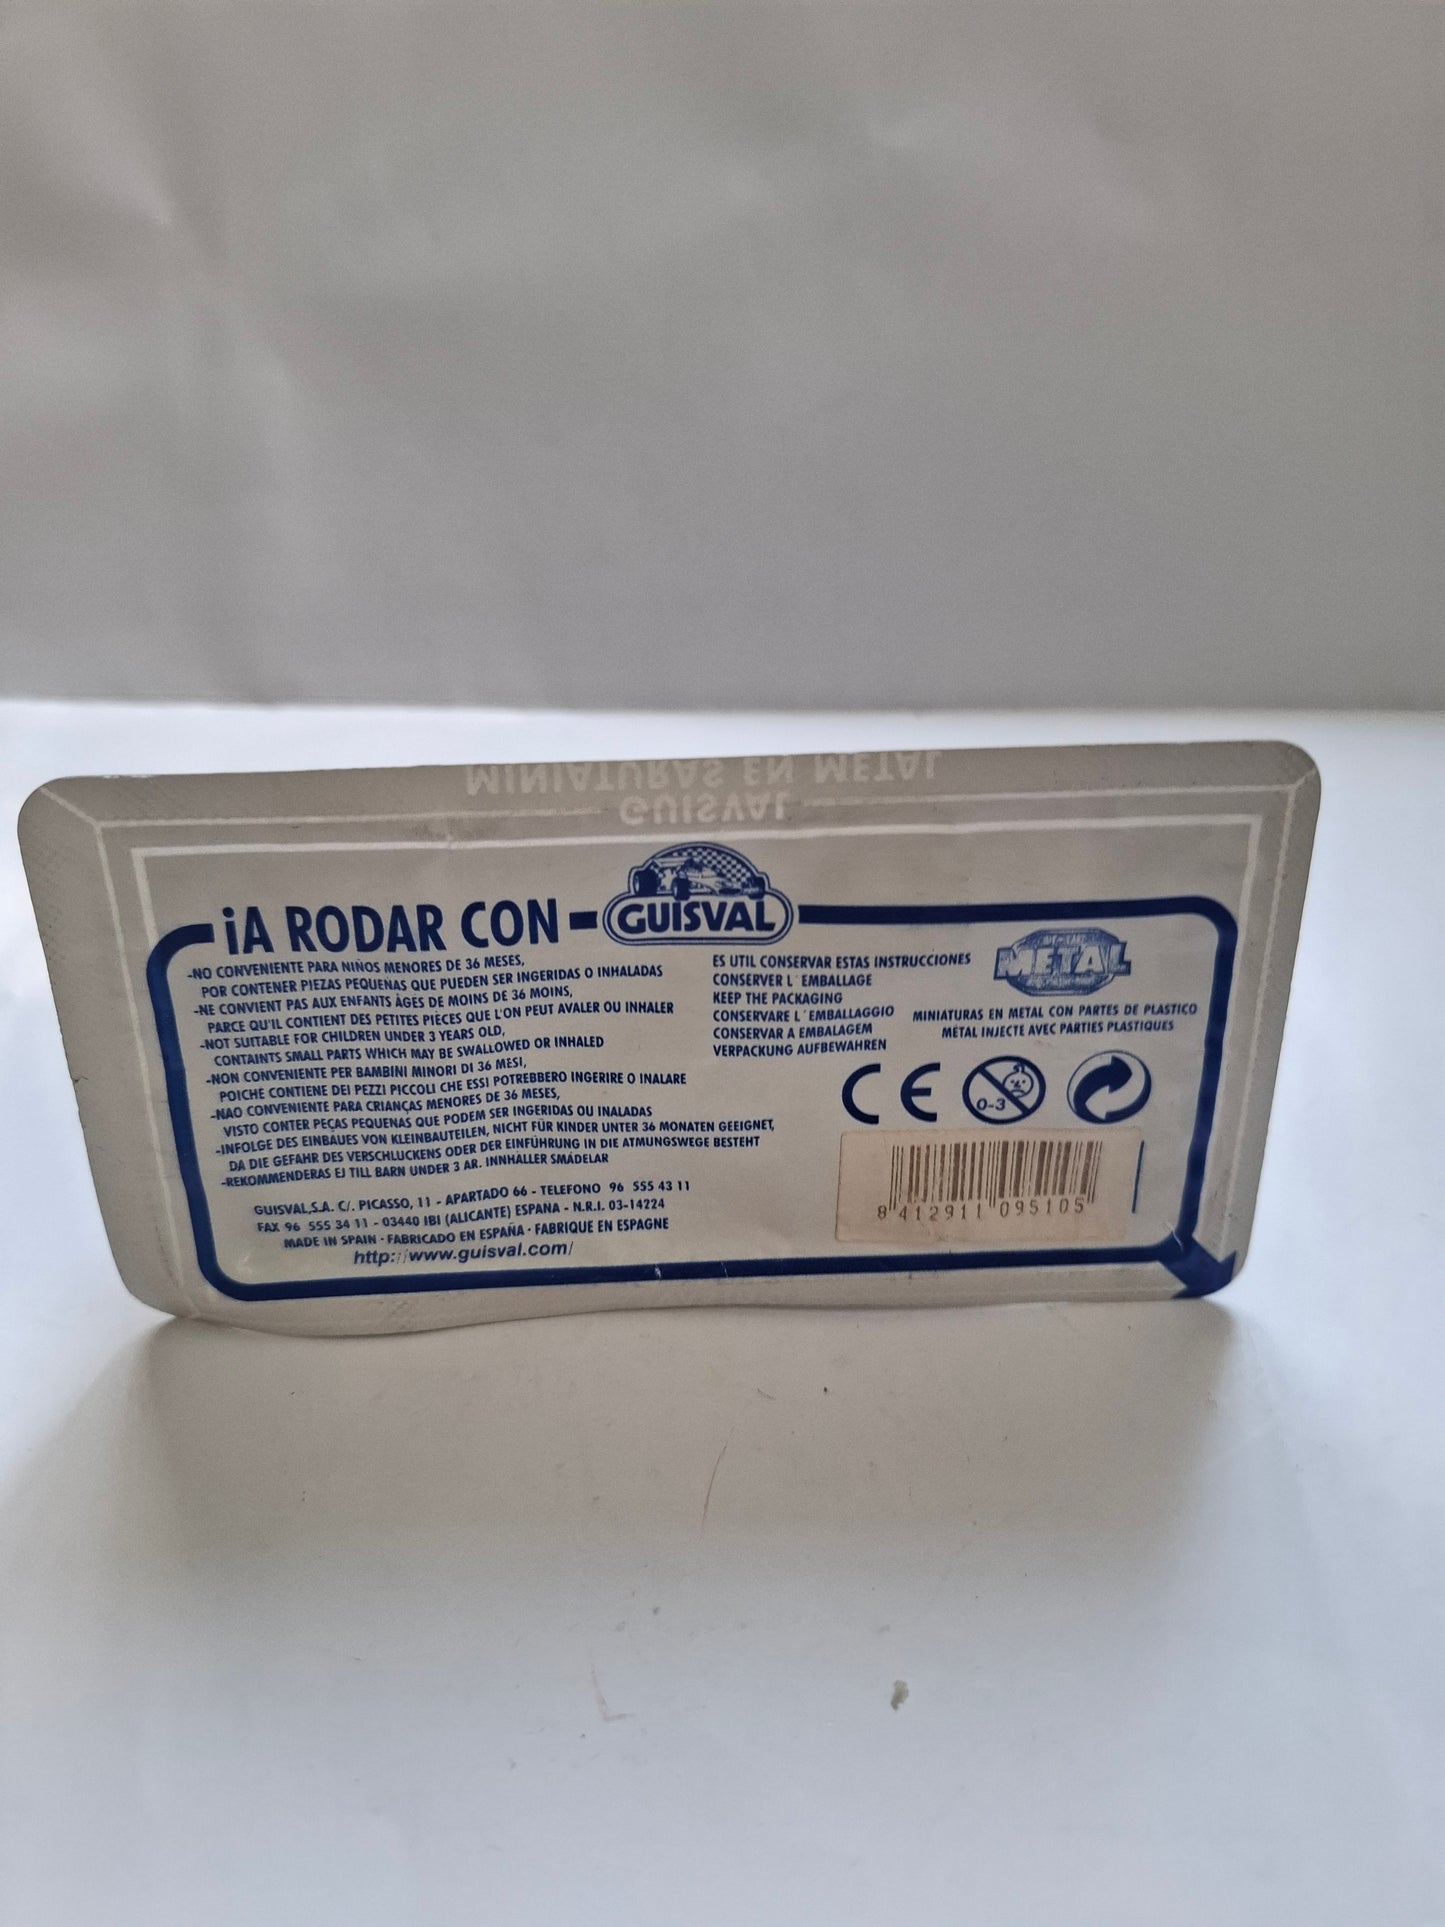 MINIATURAS EN METAL
GUISVAL
¡A RODAR CON
GUISVAL
-NO CONVENIENTE PARA NIÑOS MENORES DE 36 MESES,
POR CONTENER PIEZAS PEQUENAS QUE PUEDEN SER INGERIDAS O INHALADAS
-NE CONVIENT PAS AUX ENFANTS ÀGES DE MOINS DE 36 MOINS,
PARCE QU'IL CONTIENT DES PETITES PIÈCES QUE L'ON PEUT AVALER OU INHALER
-NOT SUITABLE FOR CHILDREN UNDER 3 YEARS OLD,
CONTAINTS SMALL PARTS WHICH MAY BE SWALLOWED OR INHALED
-NON CONVENIENTE PER BAMBINI MINORI DI 36 MESI,
POICHE CONTIENE DEI PEZZI PICCOLI CHE ESSI POTREBBERO INGERIRE O INALARE
-NAO CONVENIENTE PARA CRIANÇAS MENORES DE 36 MESES,
VISTO CONTER PEÇAS PEQUENAS QUE PODEM SER INGERIDAS OU INALADAS
-INFOLGE DES EINBAUES VON KLEINBAUTEILEN, NICHT FÜR KINDER UNTER 36 MONATEN GEEIGNET,
DA DIE GEFAHR DES VERSCHLUCKENS ODER DER EINFÜHRUNG IN DIE ATMUNGSWEGE BESTEHT
-REKOMMENDERAS EJ TILL BARN UNDER 3 AR. INNHALLER SMÁDELAR
GUISVAL,S.A. C/. PICASSO, 11 - APARTADO 66 - TELEFONO 96 555 43 11
FAX 96 555 34 11 - 03440 IBI (ALICANTE) ESPAÑA - N.R.I. 03-14224
MADE IN SPAIN · FABRICADO EN ESPAÑA · FABRIQUE EN ESPAGNE
http://www.guisval.com/
ES UTIL CONSERVAR ESTAS INSTRUCCIONES
CONSERVER L´EMBALLAGE
KEEP THE PACKAGING
CONSERVARE L´EMBALLAGGIO
CONSERVAR A EMBALAGEM
VERPACKUNG AUFBEWAHREN
METAL
MINIATURAS EN METAL CON PARTES DE PLASTICO
MÉTAL INJECTE AVEC PARTIES PLASTIQUES
CE
0-3
8 412911 095105